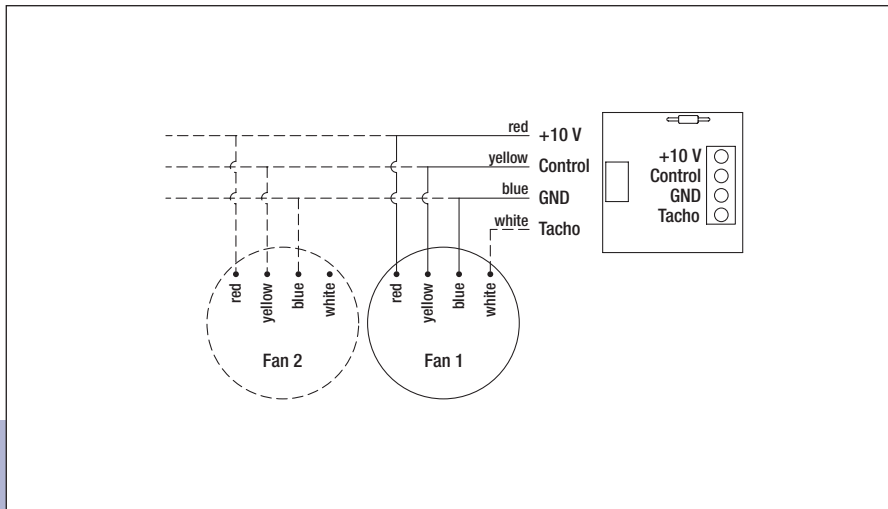 red +10 V
yellow Control
blue GND
white Tacho
+10 V
Control
GND
Tacho
red
yellow
blue
white
Fan 2
red
yellow
blue
white
Fan 1